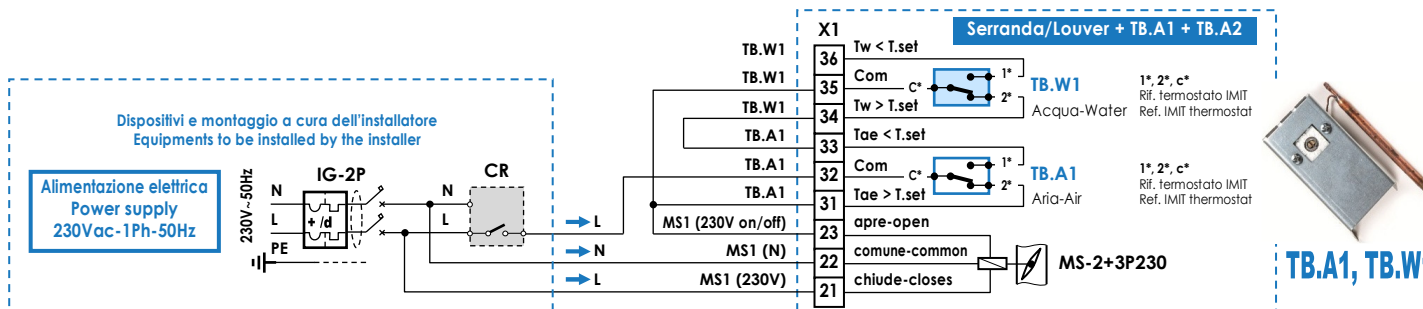 Dispositivi e montaggio a cura dell'installatore
Equipments to be installed by the installer
Alimentazione elettrica
Power supply
230Vac-1Ph-50Hz
230V~50Hz
N
L
PE
IG-2P
+ /d
N
L
CR
L
N
L
TB.W1
TB.W1
TB.W1
TB.A1
TB.A1
TB.A1
MS1 (230V on/off)
MS1 (N)
MS1 (230V)
X1
36
35
34
33
32
31
23
22
21
Serranda/Louver + TB.A1 + TB.A2
Tw < T.set
Com
Tw > T.set
Tae < T.set
Com
Tae > T.set
apre-open
comune-common
chiude-closes
C*
1*
2*
TB.W1
Acqua-Water
1*, 2*, c*
Rif. termostato IMIT
Ref. IMIT thermostat
C*
1*
2*
TB.A1
Aria-Air
1*, 2*, c*
Rif. termostato IMIT
Ref. IMIT thermostat
MS-2+3P230